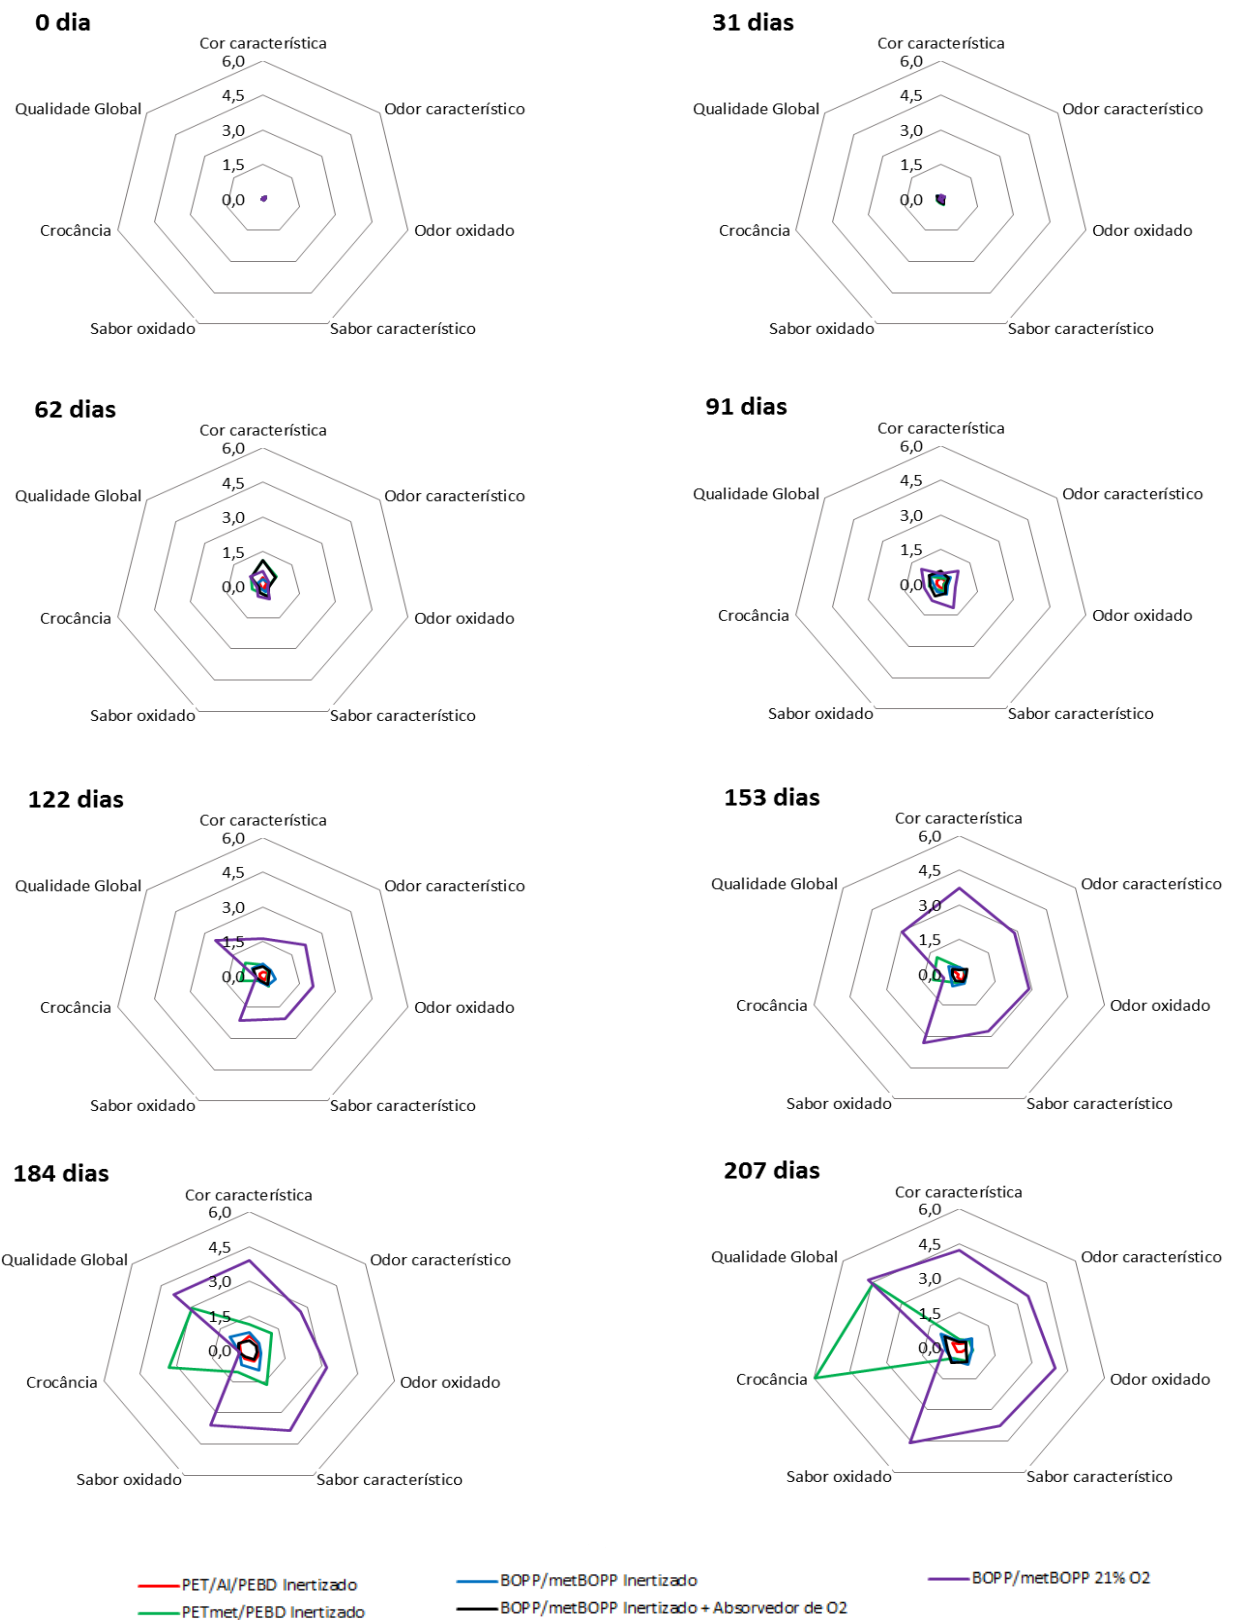 0 dia
Cor característica
6,0
4,5
3,0
1,5
0,0
Odor característico
Odor oxidado
Sabor característico
Sabor oxidado
Crocância
Qualidade Global
31 dias
Cor característica
6,0
4,5
3,0
1,5
0,0
Odor característico
Odor oxidado
Sabor característico
Sabor oxidado
Crocância
Qualidade Global
62 dias
Cor característica
6,0
4,5
3,0
1,5
0,0
Odor característico
Odor oxidado
Sabor característico
Sabor oxidado
Crocância
Qualidade Global
91 dias
Cor característica
6,0
4,5
3,0
1,5
0,0
Odor característico
Odor oxidado
Sabor característico
Sabor oxidado
Crocância
Qualidade Global
122 dias
Cor característica
6,0
4,5
3,0
1,5
0,0
Odor característico
Odor oxidado
Sabor característico
Sabor oxidado
Crocância
Qualidade Global
153 dias
Cor característica
6,0
4,5
3,0
1,5
0,0
Odor característico
Odor oxidado
Sabor característico
Sabor oxidado
Crocância
Qualidade Global
184 dias
Cor característica
6,0
4,5
3,0
1,5
0,0
Odor característico
Odor oxidado
Sabor característico
Sabor oxidado
Crocância
Qualidade Global
207 dias
Cor característica
6,0
4,5
3,0
1,5
0,0
Odor característico
Odor oxidado
Sabor característico
Sabor oxidado
Crocância
Qualidade Global
PET/Al/PEBD Inertizado
BOPP/metBOPP Inertizado
BOPP/metBOPP 21% O2
PETmet/PEBD Inertizado
BOPP/metBOPP Inertizado + Absorvedor de O2